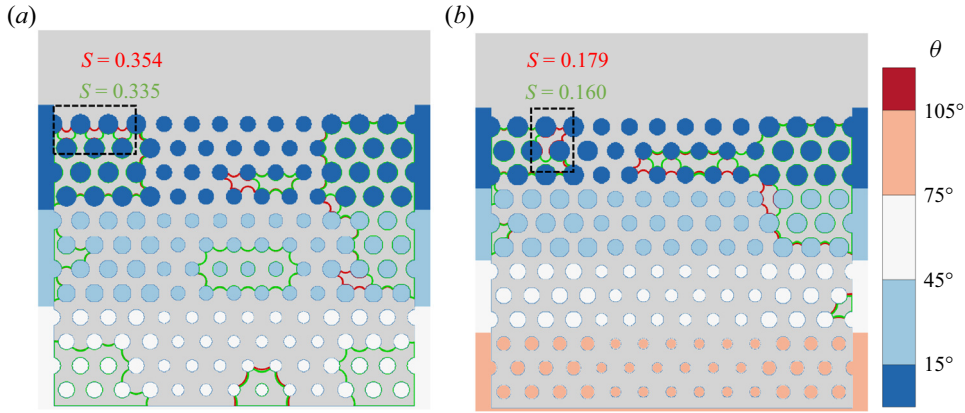 (a)
S = 0.354
S = 0.335
(b)
S = 0.179
S = 0.160
θ
105°
75°
45°
15°